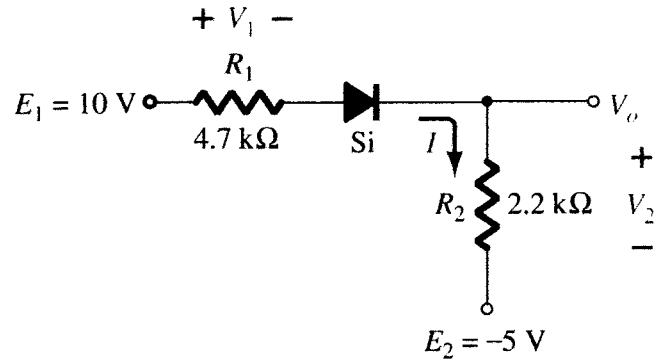 + V₁ −
R₁
E₁ = 10 V
4.7 kΩ
Si
I
Vₒ
+
R₂
2.2 kΩ
V₂
−
E₂ = −5 V